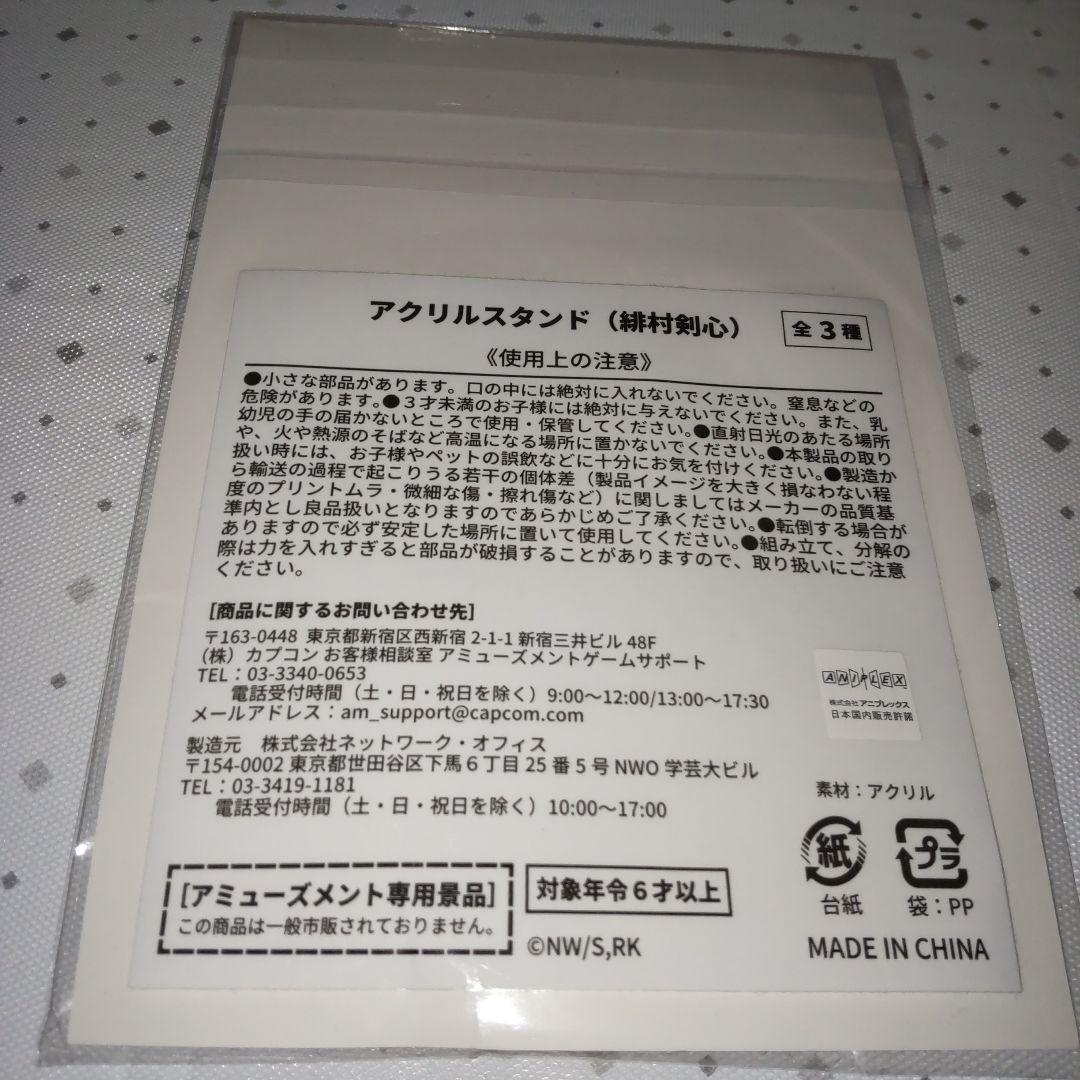 アクリルスタンド（緋村剣心）
全3種
《使用上の注意》
●小さな部品があります。口の中には絶対に入れないでください。窒息などの
危険があります。●３才未満のお子様には絶対に与えないでください。また、乳
幼児の手の届かないところで使用・保管してください。●直射日光のあたる場所
や、火や熱源のそばなど高温になる場所に置かないでください。●本製品の取り
扱い時には、お子様やペットの誤飲などに十分にお気を付けください。●製造か
ら輸送の過程で起こりうる若干の個体差（製品イメージを大きく損なわない程
度のプリントムラ・微細な傷・擦れ傷など）に関しましてはメーカーの品質基
準内とし良品扱いとなりますのであらかじめご了承ください。●転倒する場合が
ありますので必ず安定した場所に置いて使用してください。●組み立て、分解の
際は力を入れすぎると部品が破損することがありますので、取り扱いにご注意
ください。
[商品に関するお問い合わせ先]
〒163-0448 東京都新宿区西新宿 2-1-1 新宿三井ビル 48F
（株）カプコン お客様相談室 アミューズメントゲームサポート
TEL：03-3340-0653
電話受付時間（土・日・祝日を除く）9:00～12:00/13:00～17:30
メールアドレス：am_support@capcom.com
製造元　株式会社ネットワーク・オフィス
〒154-0002 東京都世田谷区下馬６丁目 25 番 5 号 NWO 学芸大ビル
TEL：03-3419-1181
電話受付時間（土・日・祝日を除く）10:00～17:00
ANIPLEX
株式会社 アニプレックス
日本国内販売許諾
素材：アクリル
紙
台紙
プラ
袋：PP
[アミューズメント専用景品]
この商品は一般市販されておりません。
対象年令６才以上
©NW/S,RK
MADE IN CHINA